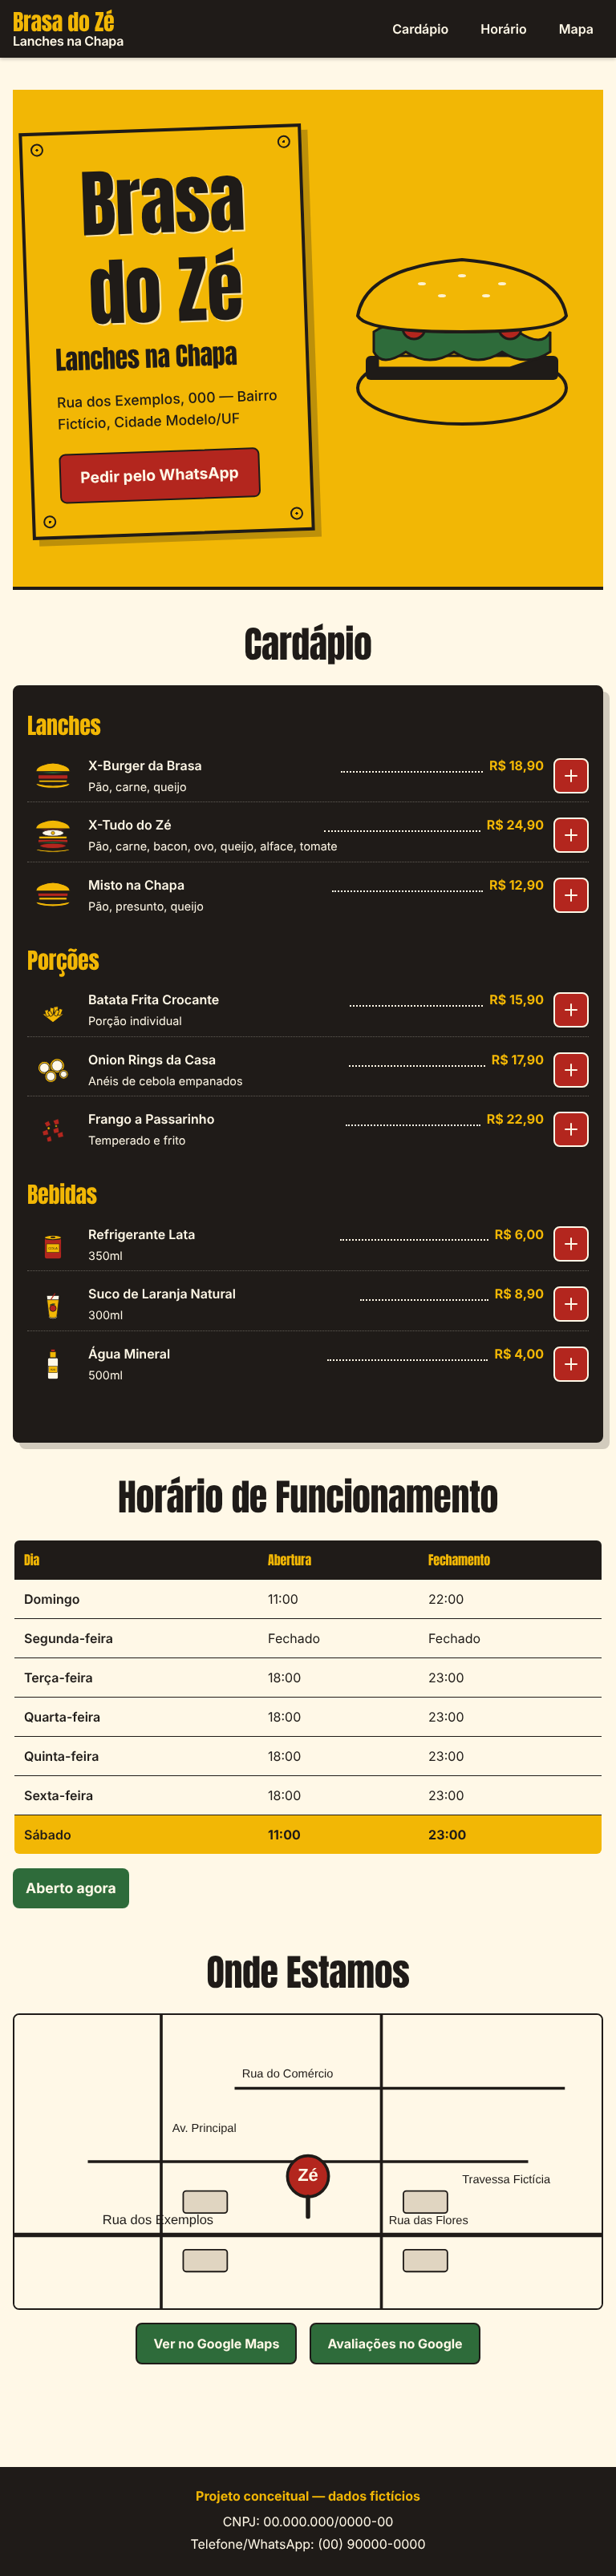 Brasa do Zé
Lanches na Chapa
Cardápio Horário Mapa
Brasa
do Zé
Lanches na Chapa
Rua dos Exemplos, 000 — Bairro
Fictício, Cidade Modelo/UF
Pedir pelo WhatsApp
Cardápio
Lanches
X-Burger da Brasa R$ 18,90
Pão, carne, queijo
X-Tudo do Zé R$ 24,90
Pão, carne, bacon, ovo, queijo, alface, tomate
Misto na Chapa R$ 12,90
Pão, presunto, queijo
Porções
Batata Frita Crocante R$ 15,90
Porção individual
Onion Rings da Casa R$ 17,90
Anéis de cebola empanados
Frango a Passarinho R$ 22,90
Temperado e frito
Bebidas
Refrigerante Lata R$ 6,00
350ml
Suco de Laranja Natural R$ 8,90
300ml
Água Mineral R$ 4,00
500ml
Horário de Funcionamento
Dia Abertura Fechamento
Domingo 11:00 22:00
Segunda-feira Fechado Fechado
Terça-feira 18:00 23:00
Quarta-feira 18:00 23:00
Quinta-feira 18:00 23:00
Sexta-feira 18:00 23:00
Sábado 11:00 23:00
Aberto agora
Onde Estamos
Rua do Comércio
Av. Principal
Zé
Travessa Fictícia
Rua dos Exemplos
Rua das Flores
Ver no Google Maps
Avaliações no Google
Projeto conceitual — dados fictícios
CNPJ: 00.000.000/0000-00
Telefone/WhatsApp: (00) 90000-0000